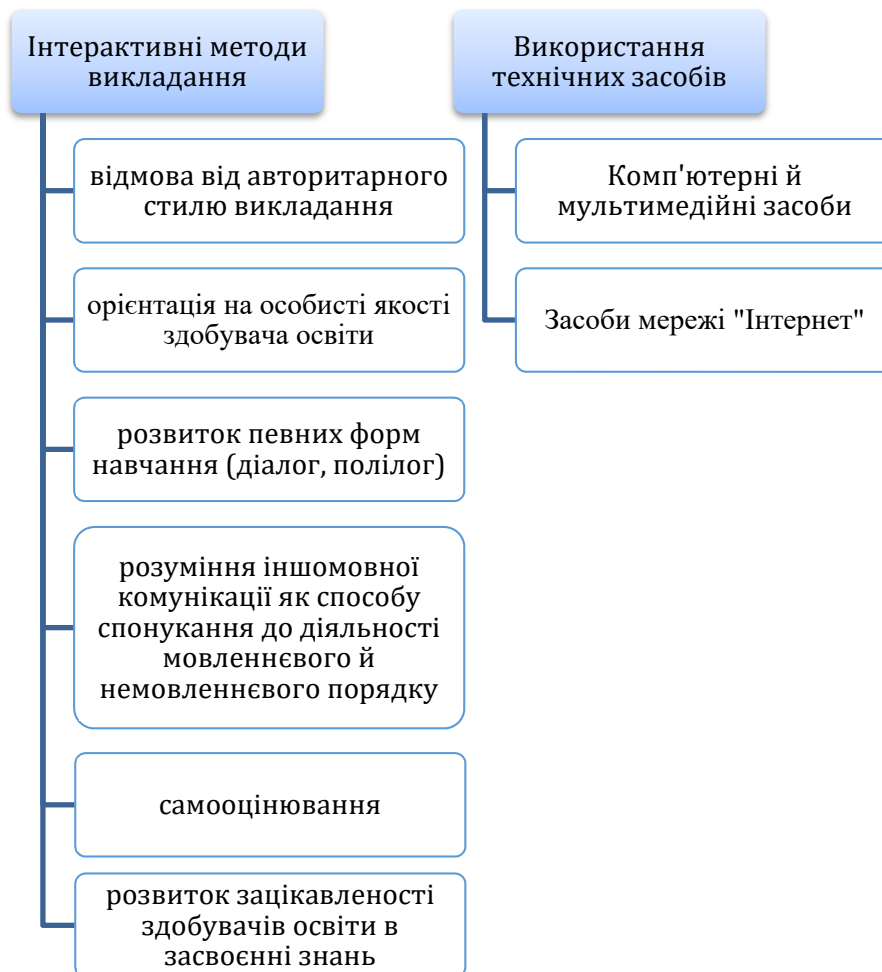 Інтерактивні методи
викладання
відмова від авторитарного
стилю викладання
орієнтація на особисті якості
здобувача освіти
розвиток певних форм
навчання (діалог, полілог)
розуміння іншомовної
комунікації як способу
спонукання до діяльності
мовленнєвого й
немовленнєвого порядку
самооцінювання
розвиток зацікавленості
здобувачів освіти в
засвоєнні знань
Використання
технічних засобів
Комп'ютерні й
мультимедійні засоби
Засоби мережі "Інтернет"